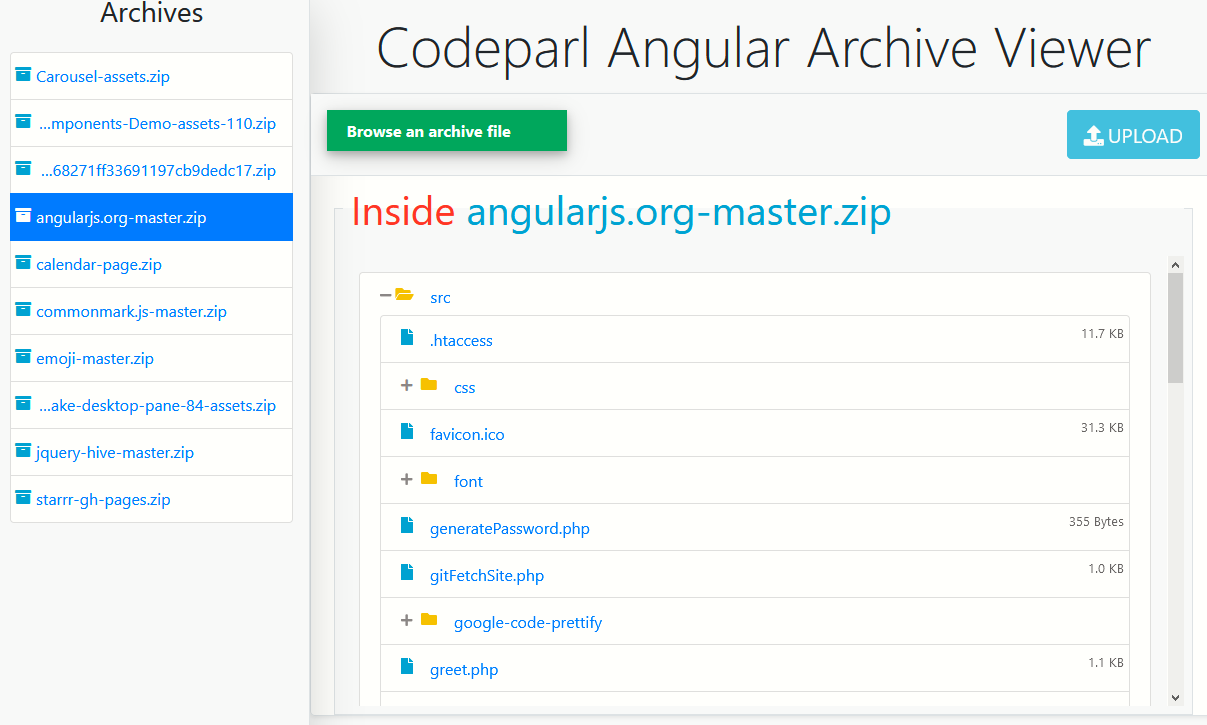 Archives
Carousel-assets.zip
...mponents-Demo-assets-110.zip
...68271ff33691197cb9dedc17.zip
angularjs.org-master.zip
calendar-page.zip
commonmark.js-master.zip
emoji-master.zip
...ake-desktop-pane-84-assets.zip
jquery-hive-master.zip
starrr-gh-pages.zip
Codeparl Angular Archive Viewer
Browse an archive file
UPLOAD
Inside angularjs.org-master.zip
src
.htaccess 11.7 KB
css
favicon.ico 31.3 KB
font
generatePassword.php 355 Bytes
gitFetchSite.php 1.0 KB
google-code-prettify
greet.php 1.1 KB